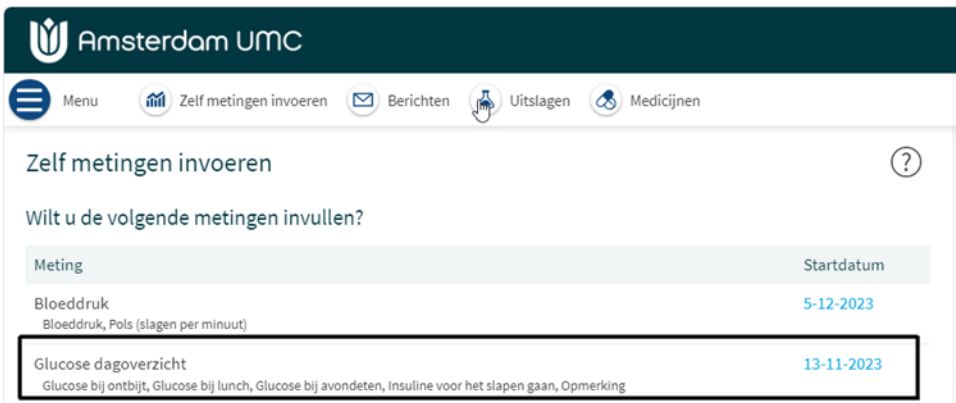 Amsterdam UMC
Menu Zelf metingen invoeren Berichten Uitslagen Medicijnen
Zelf metingen invoeren ?
Wilt u de volgende metingen invullen?
Meting Startdatum
Bloeddruk 5-12-2023
Bloeddruk, Pols (slagen per minuut)
Glucose dagoverzicht 13-11-2023
Glucose bij ontbijt, Glucose bij lunch, Glucose bij avondeten, Insuline voor het slapen gaan, Opmerking